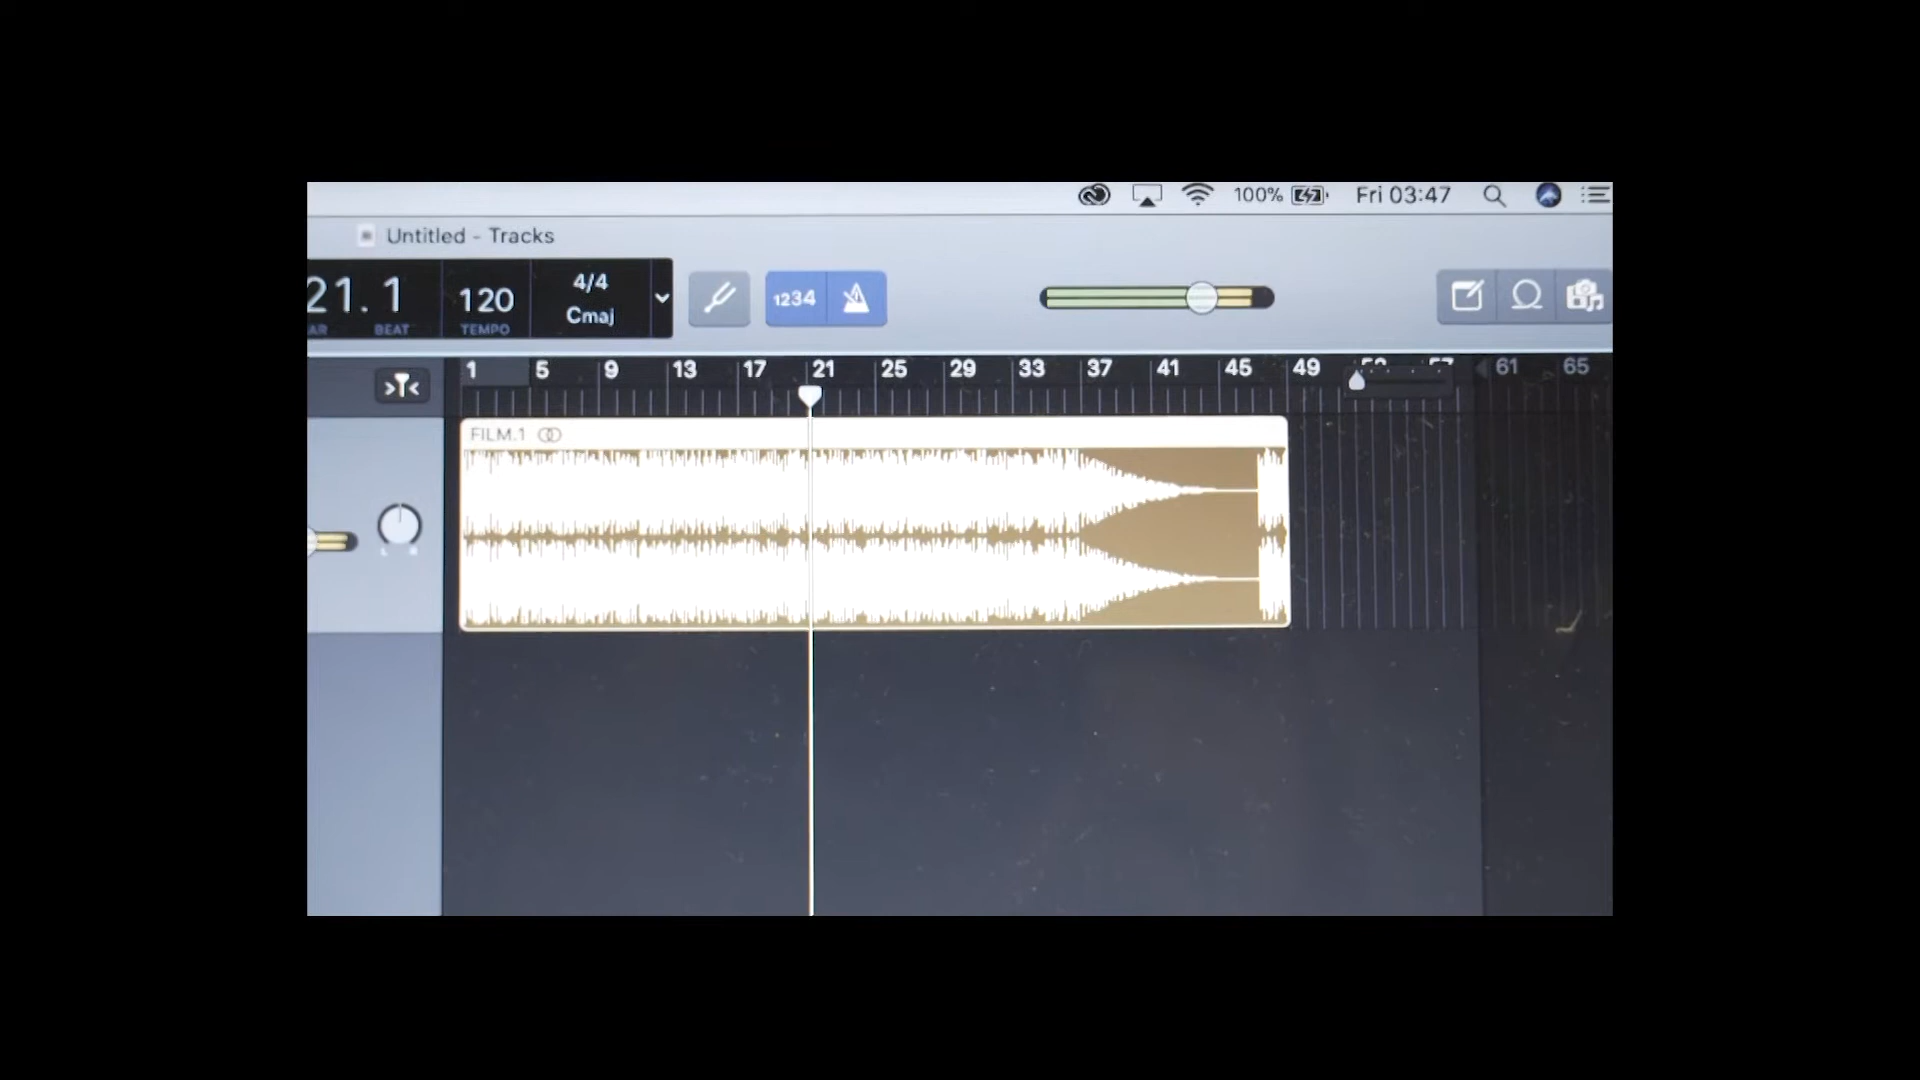 100% Fri 03:47
Untitled - Tracks
21. 1 120 4/4 1234
Cmaj
BEAT TEMPO
1 5 9 13 17 21 25 29 33 37 41 45 49 61 65
FILM.1
L R